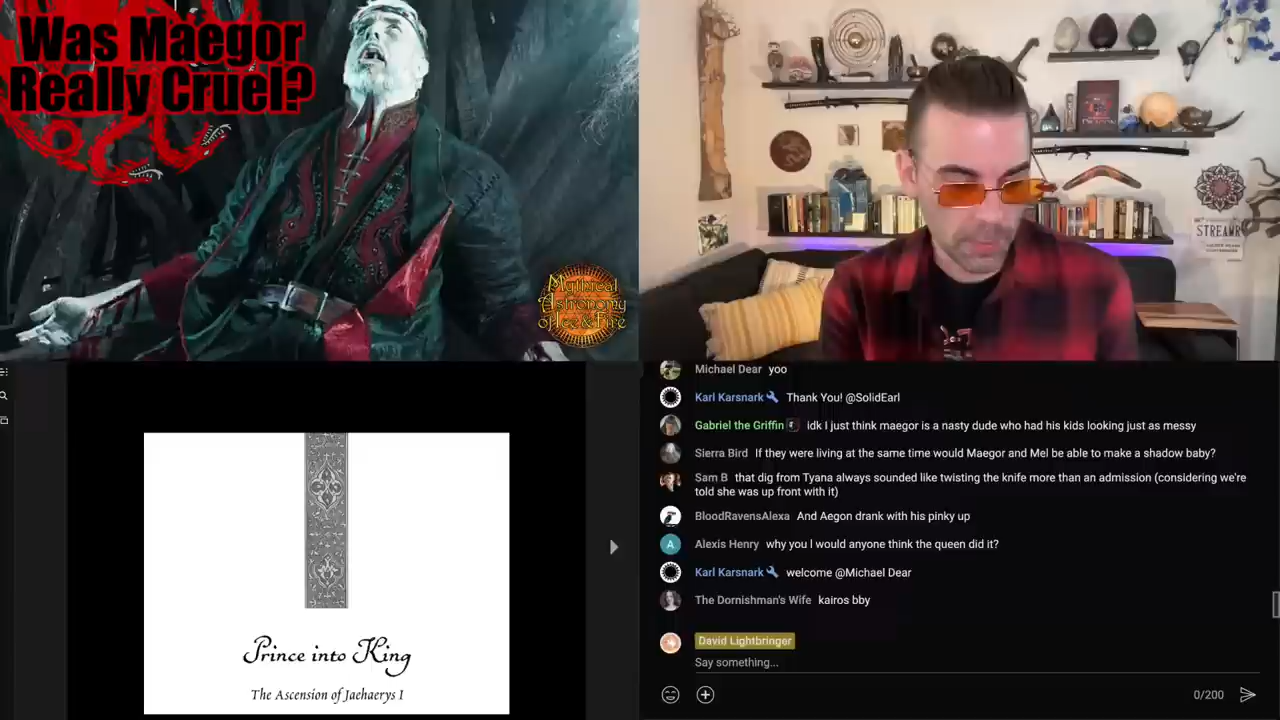 Was Maegor
Really Cruel?
Mythical
Astronomy
of Ice & Fire
STREAMR
Michael Dear yoo
Karl Karsnark Thank You! @SolidEarl
Gabriel the Griffin idk I just think maegor is a nasty dude who had his kids looking just as messy
Sierra Bird If they were living at the same time would Maegor and Mel be able to make a shadow baby?
Sam B that dig from Tyana always sounded like twisting the knife more than an admission (considering we're
told she was up front with it)
BloodRavensAlexa And Aegon drank with his pinky up
A Alexis Henry why you I would anyone think the queen did it?
Karl Karsnark welcome @Michael Dear
The Dornishman's Wife kairos bby
David Lightbringer
Say something...
0/200
Prince into King
The Ascension of Jaehaerys I